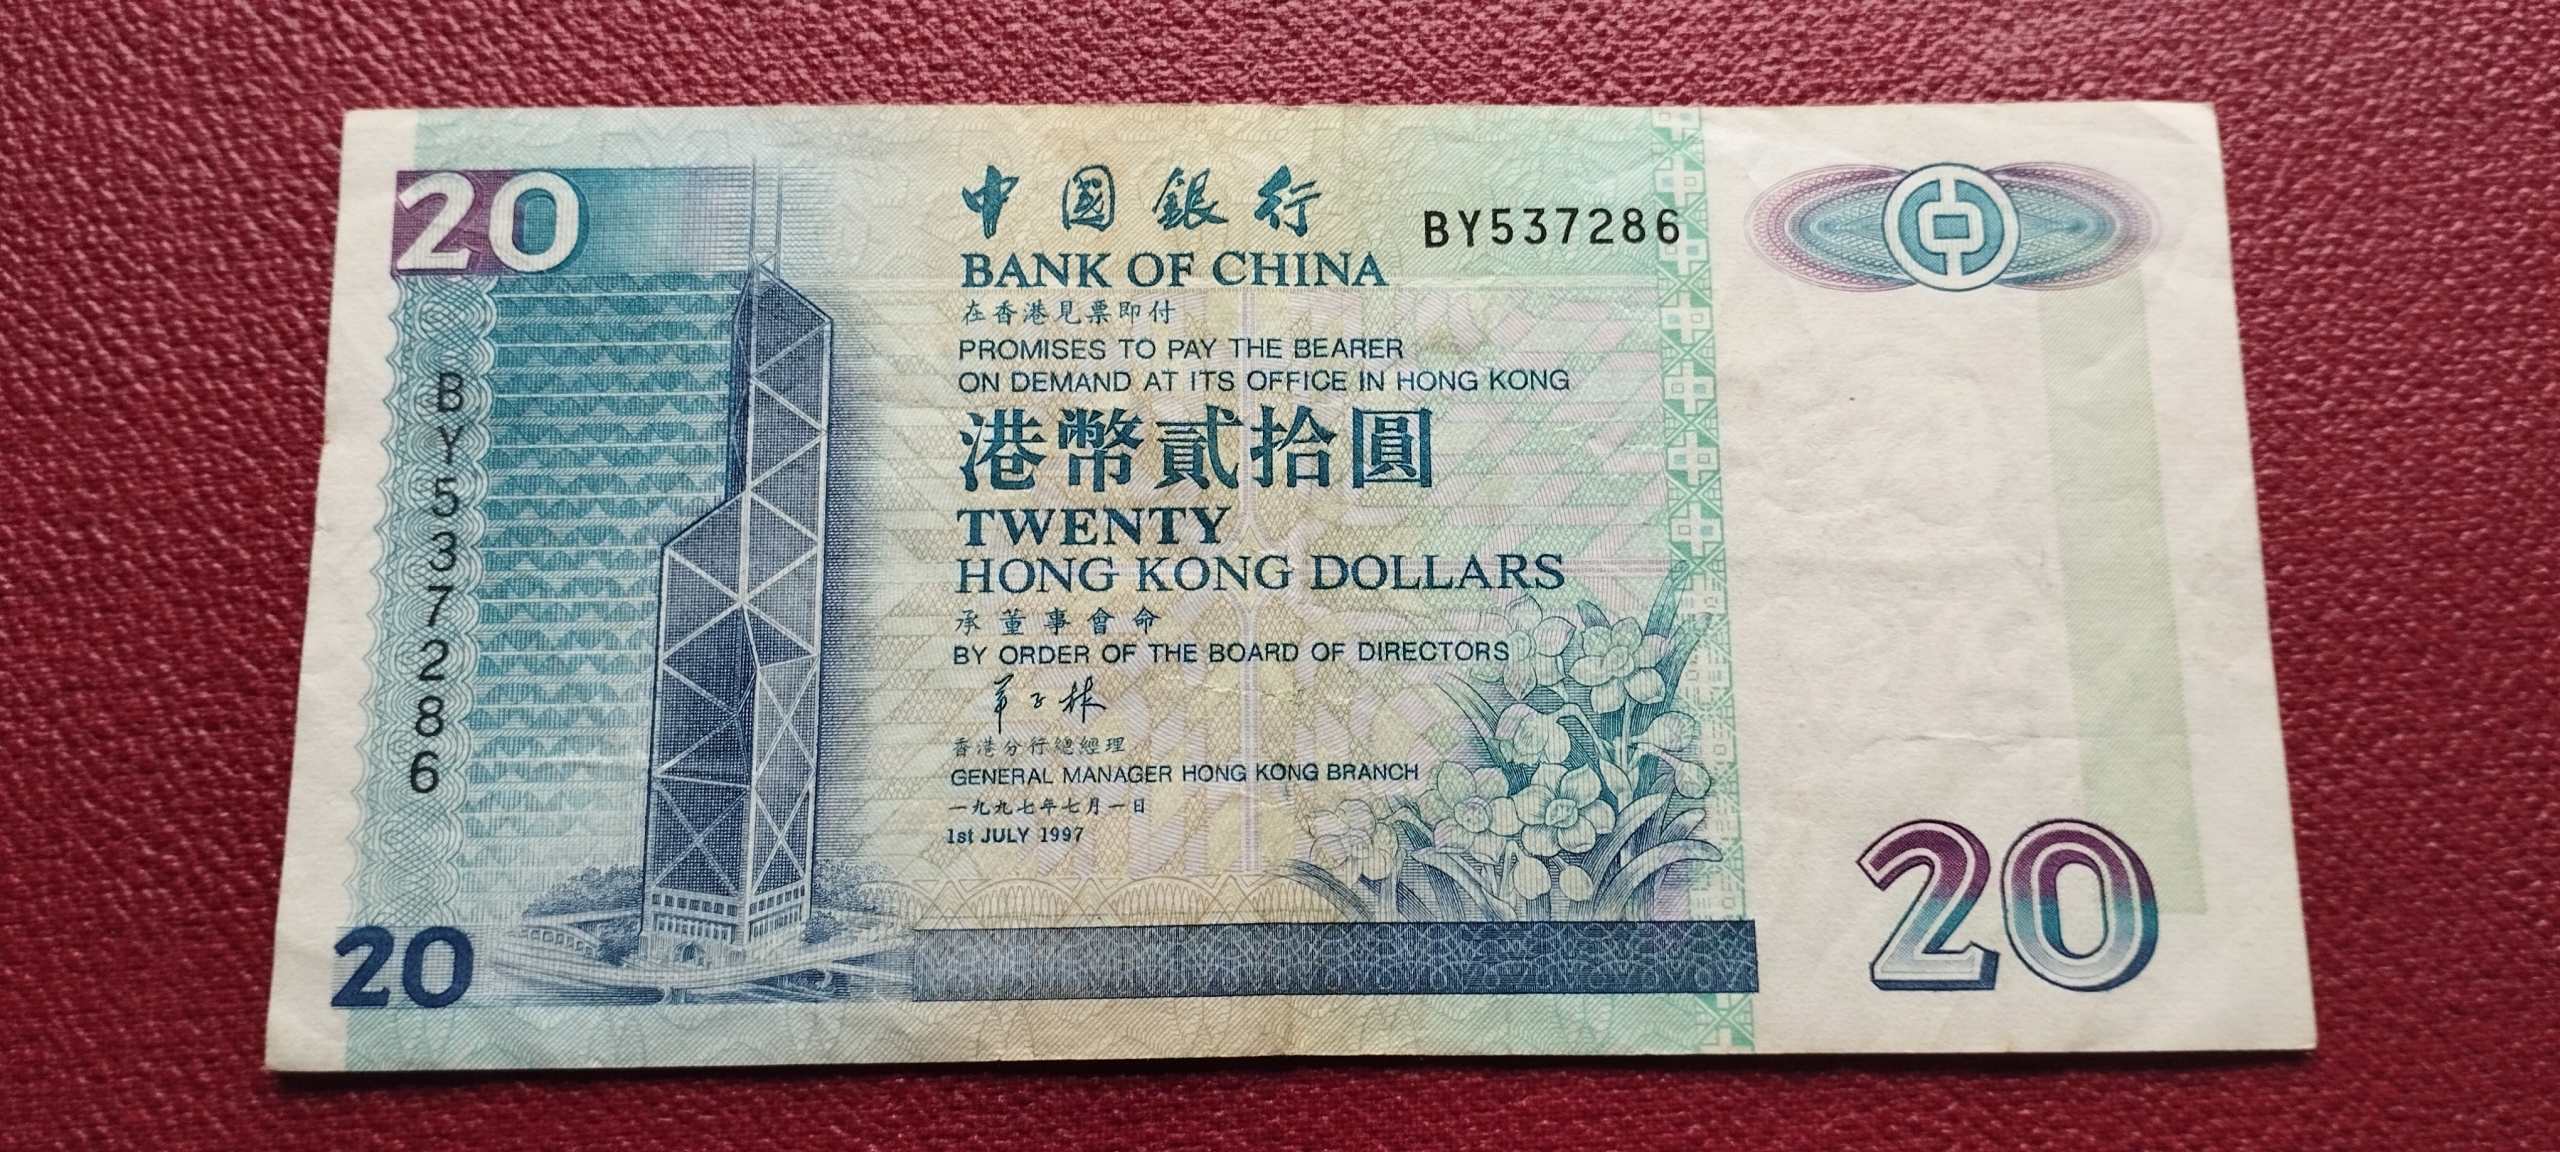 20
中國銀行
BY537286
BANK OF CHINA
在香港見票即付
PROMISES TO PAY THE BEARER
ON DEMAND AT ITS OFFICE IN HONG KONG
港幣貳拾圓
TWENTY
HONG KONG DOLLARS
承董事會命
BY ORDER OF THE BOARD OF DIRECTORS
香港分行總經理
GENERAL MANAGER HONG KONG BRANCH
一九九七年七月一日
1st JULY 1997
BY537286
20
20